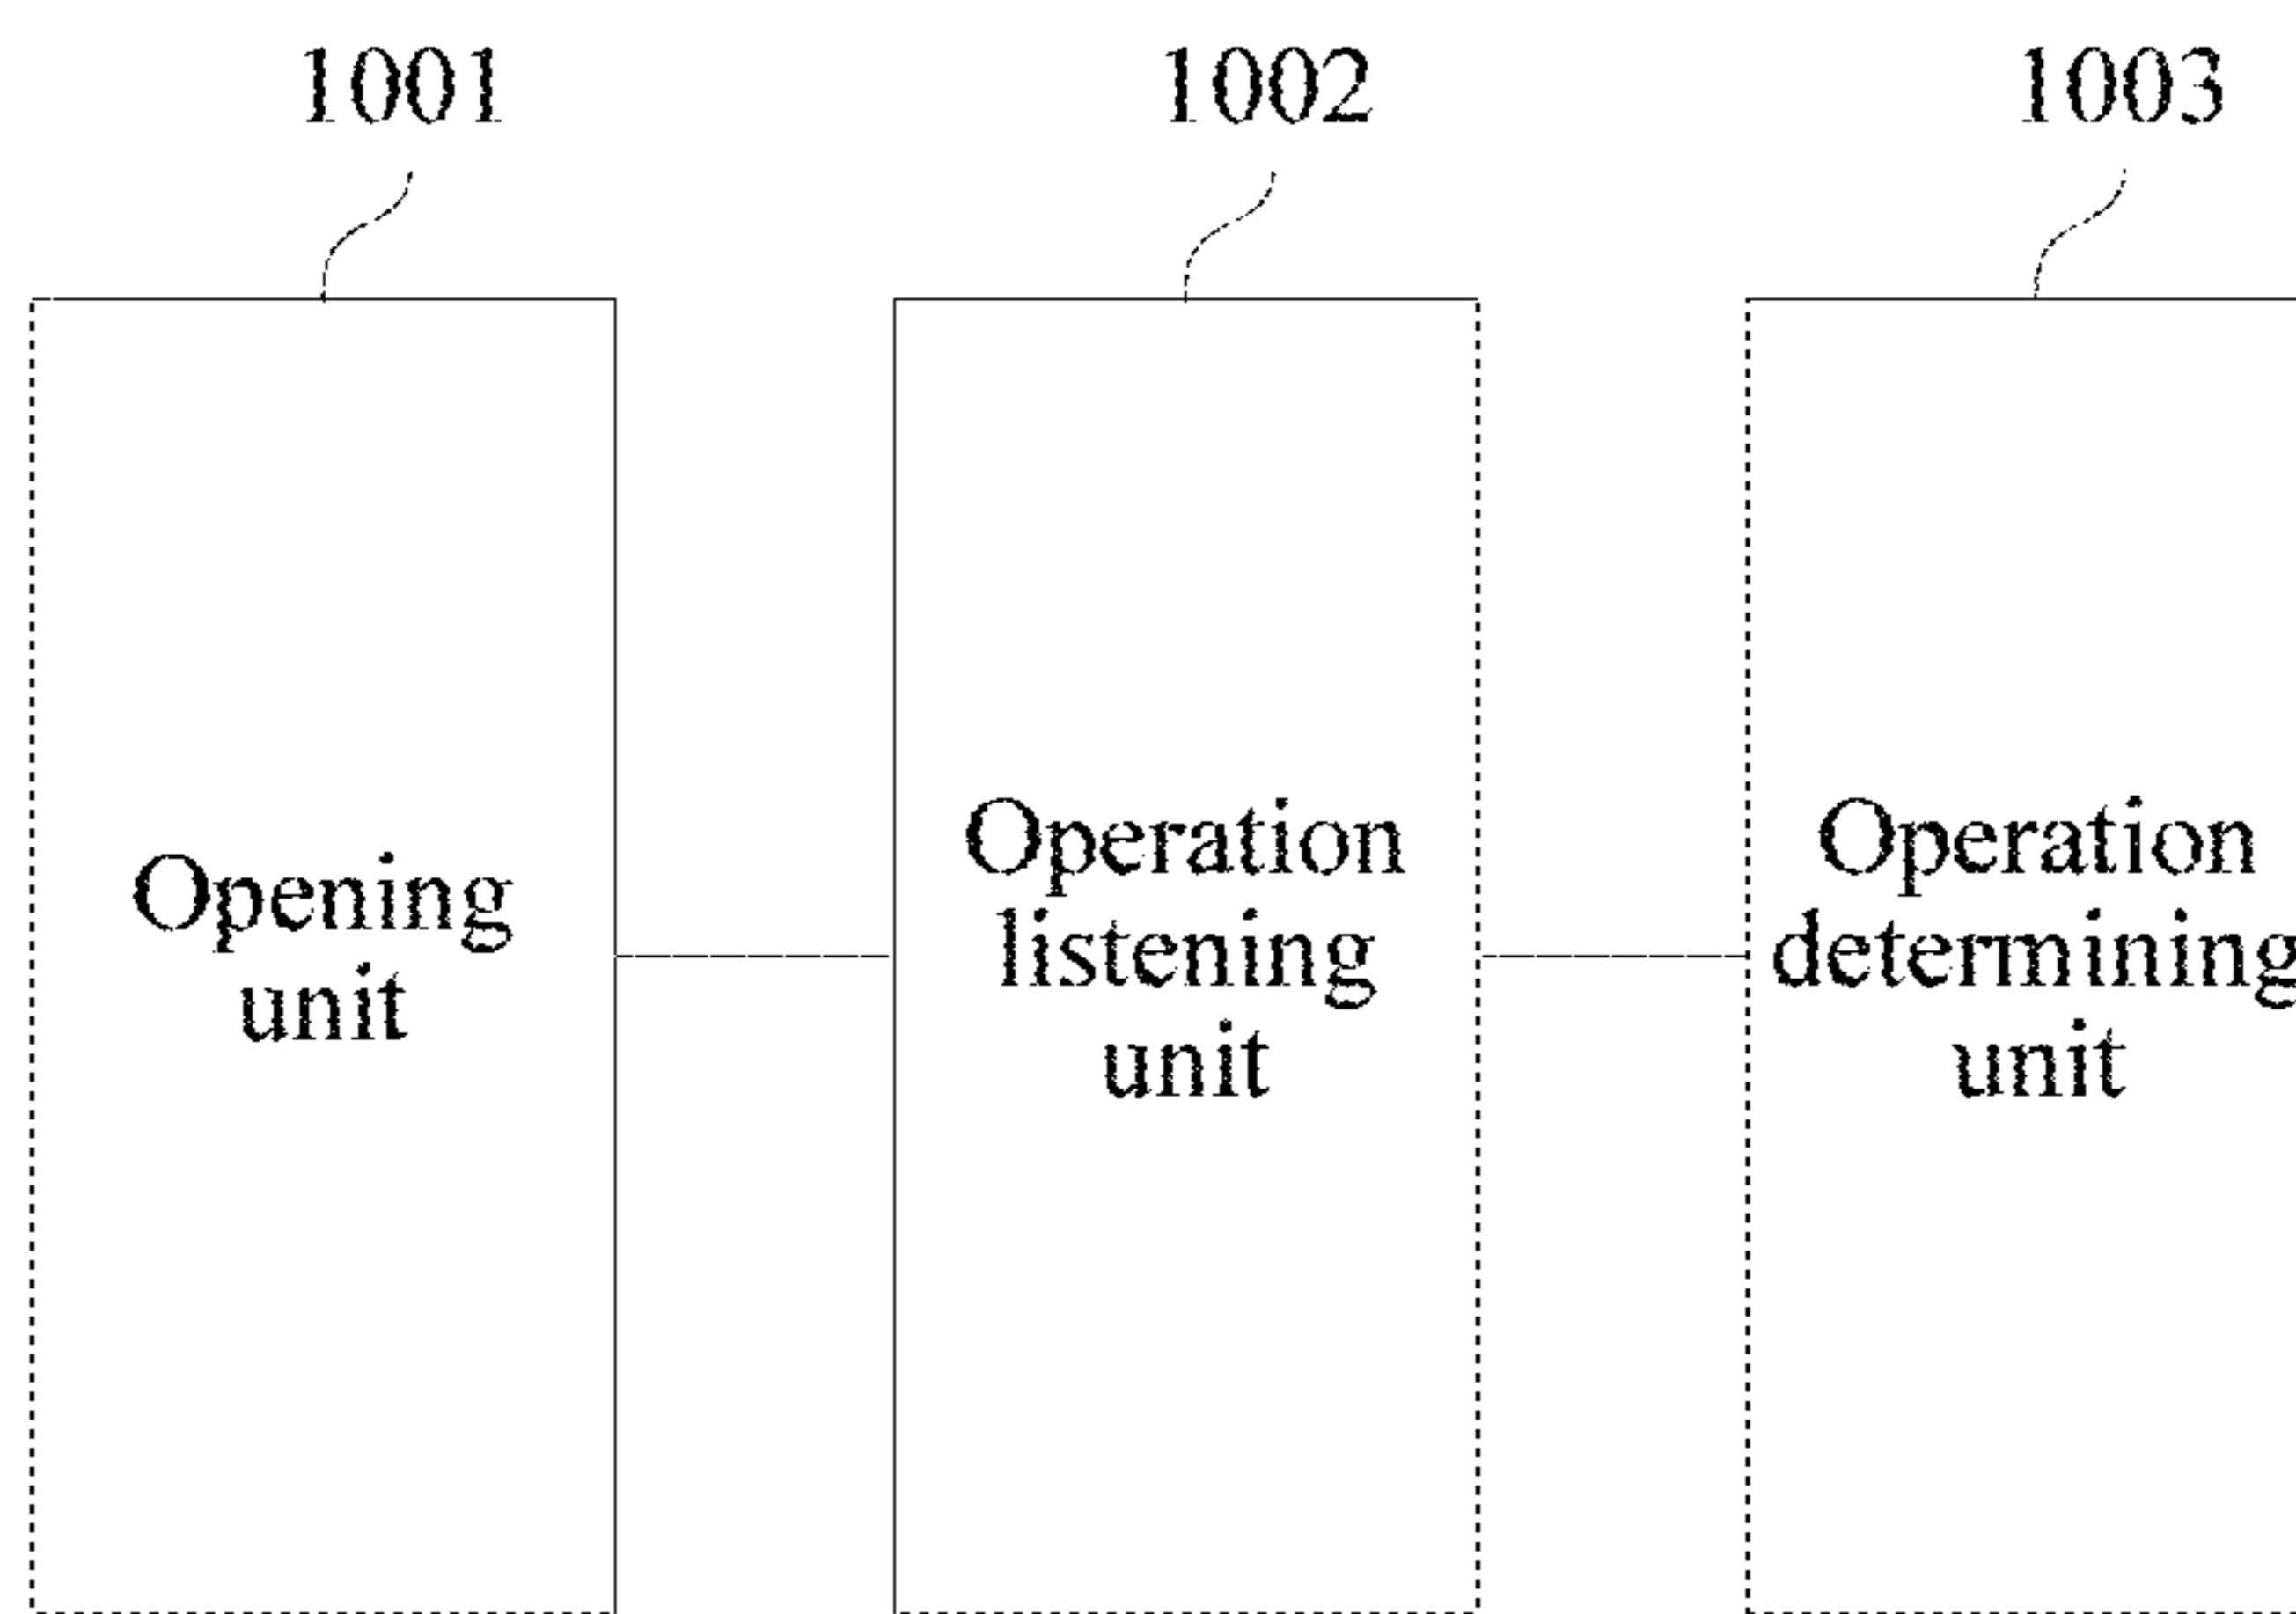 1001
1002
1003
Opening
unit
Operation
listening
unit
Operation
determining
unit